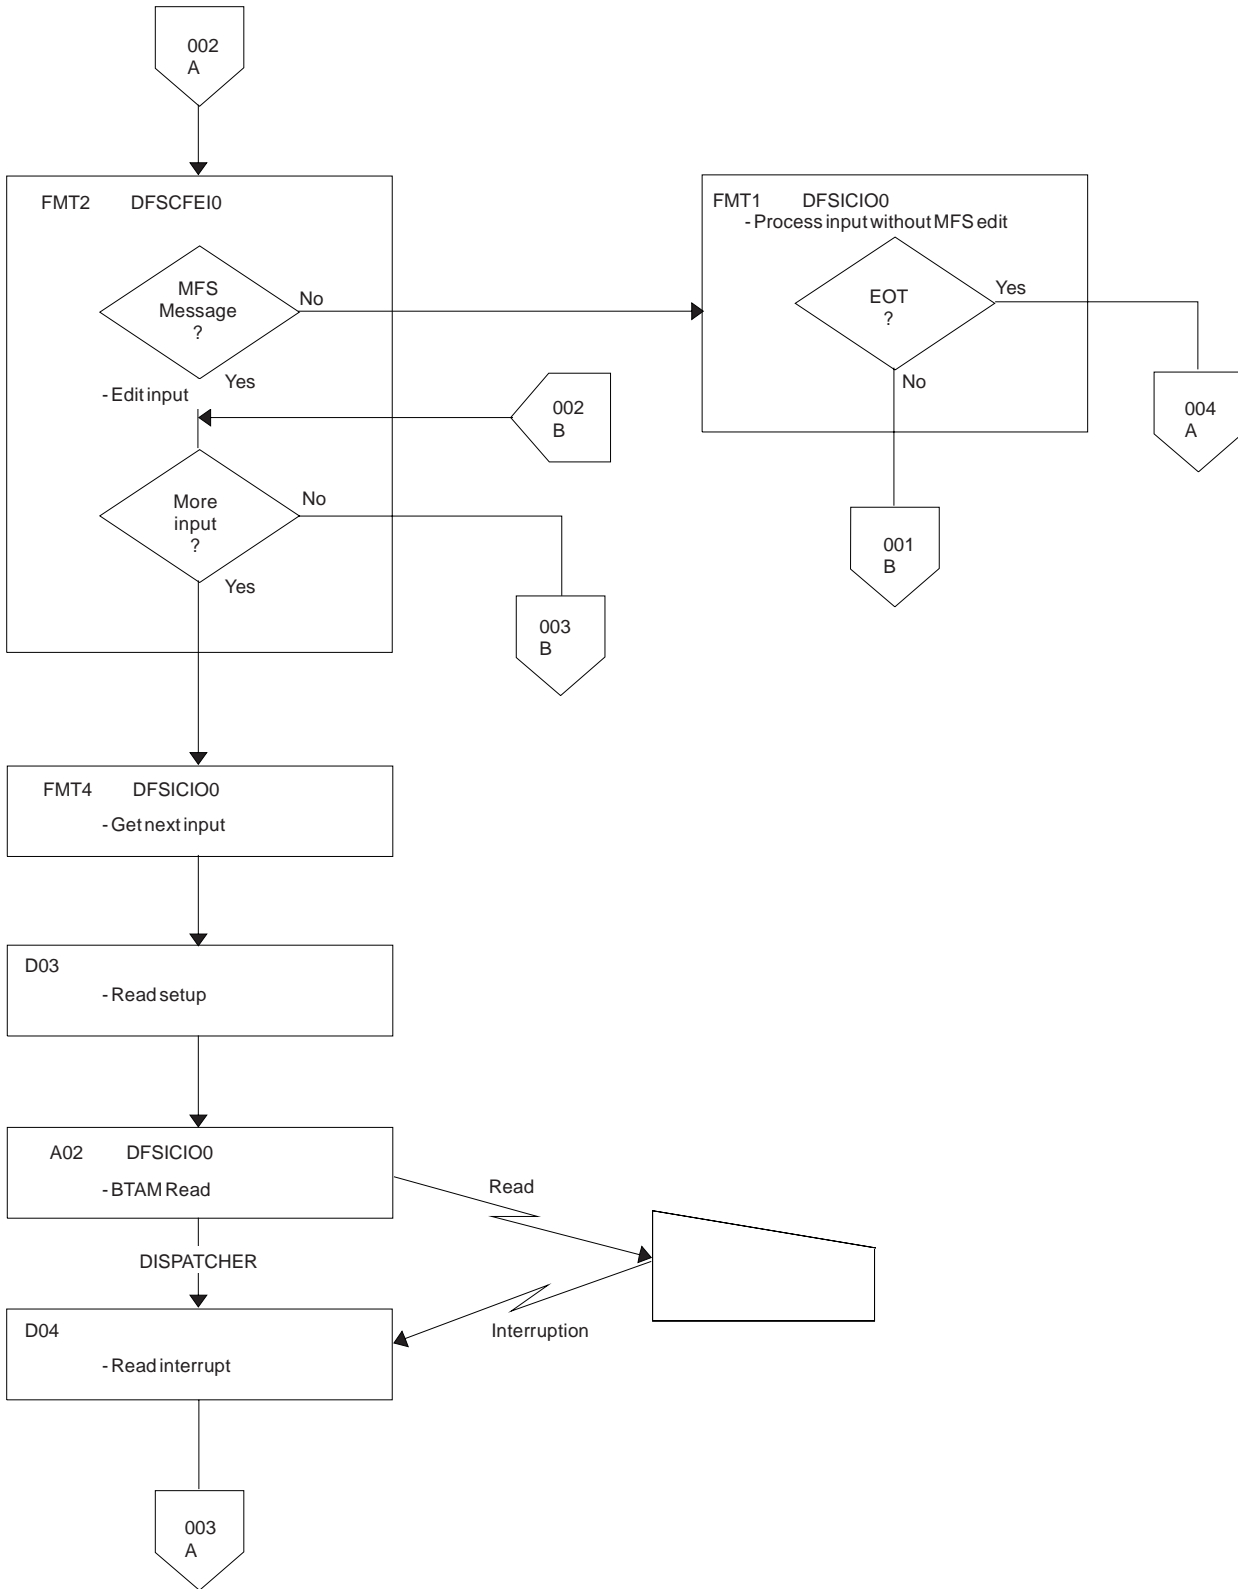 002
A
FMT2 DFSCFEI0
MFS
Message
?
No
Yes
- Edit input
002
B
More
input
?
No
Yes
003
B
FMT1 DFSICIO0
- Process input without MFS edit
EOT
?
Yes
No
004
A
001
B
FMT4 DFSICIO0
- Get next input
D03
- Read setup
A02 DFSICIO0
- BTAM Read
Read
DISPATCHER
Interruption
D04
- Read interrupt
003
A